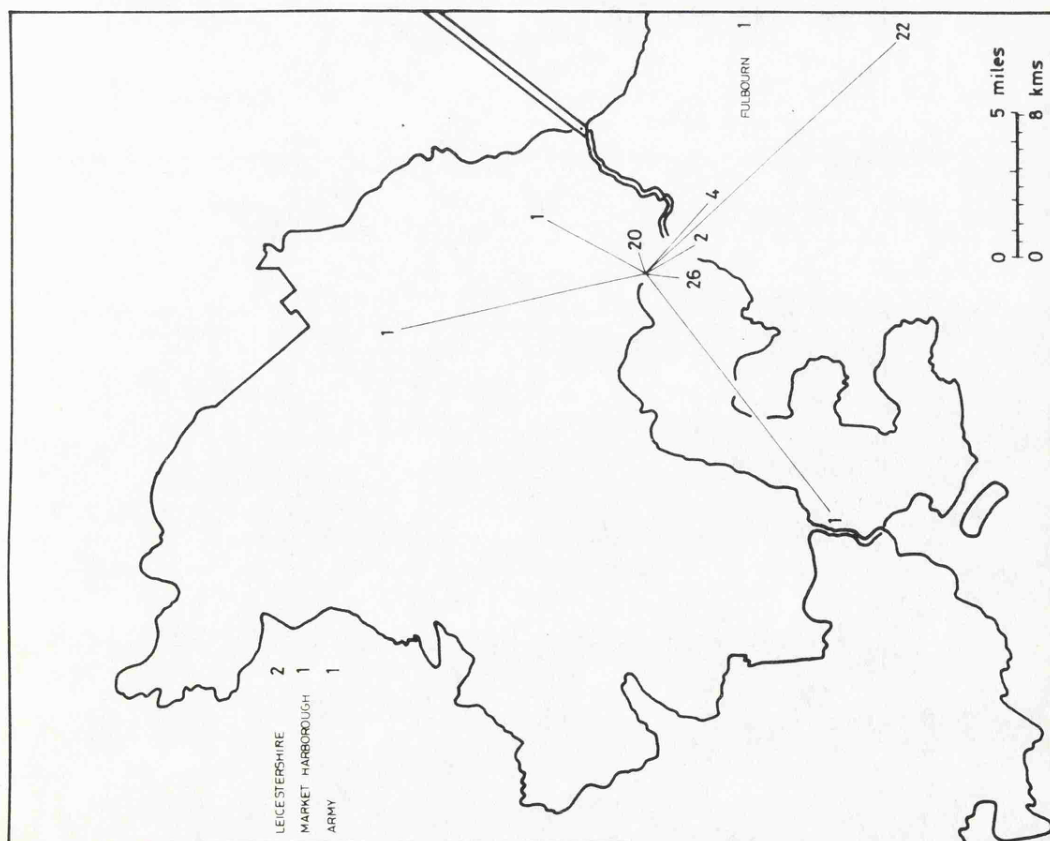 LEICESTERSHIRE 2
MARKET HARBOROUGH 1
ARMY 1
1
1
20
26
2
4
FULBOURN 1
1
22
0 5 miles
0 8 kms